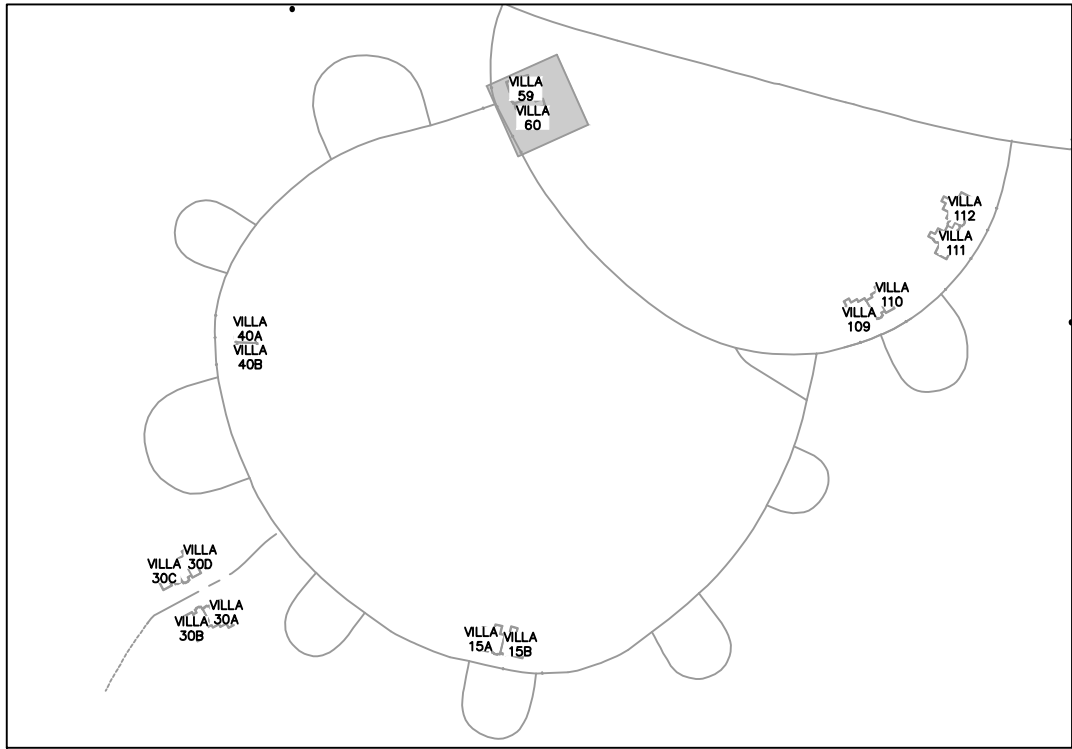 VILLA
59
VILLA
60
VILLA
112
VILLA
111
VILLA
110
VILLA
109
VILLA
40A
VILLA
40B
VILLA
30D
VILLA
30C
VILLA
30A
VILLA
30B
VILLA
15A
VILLA
15B